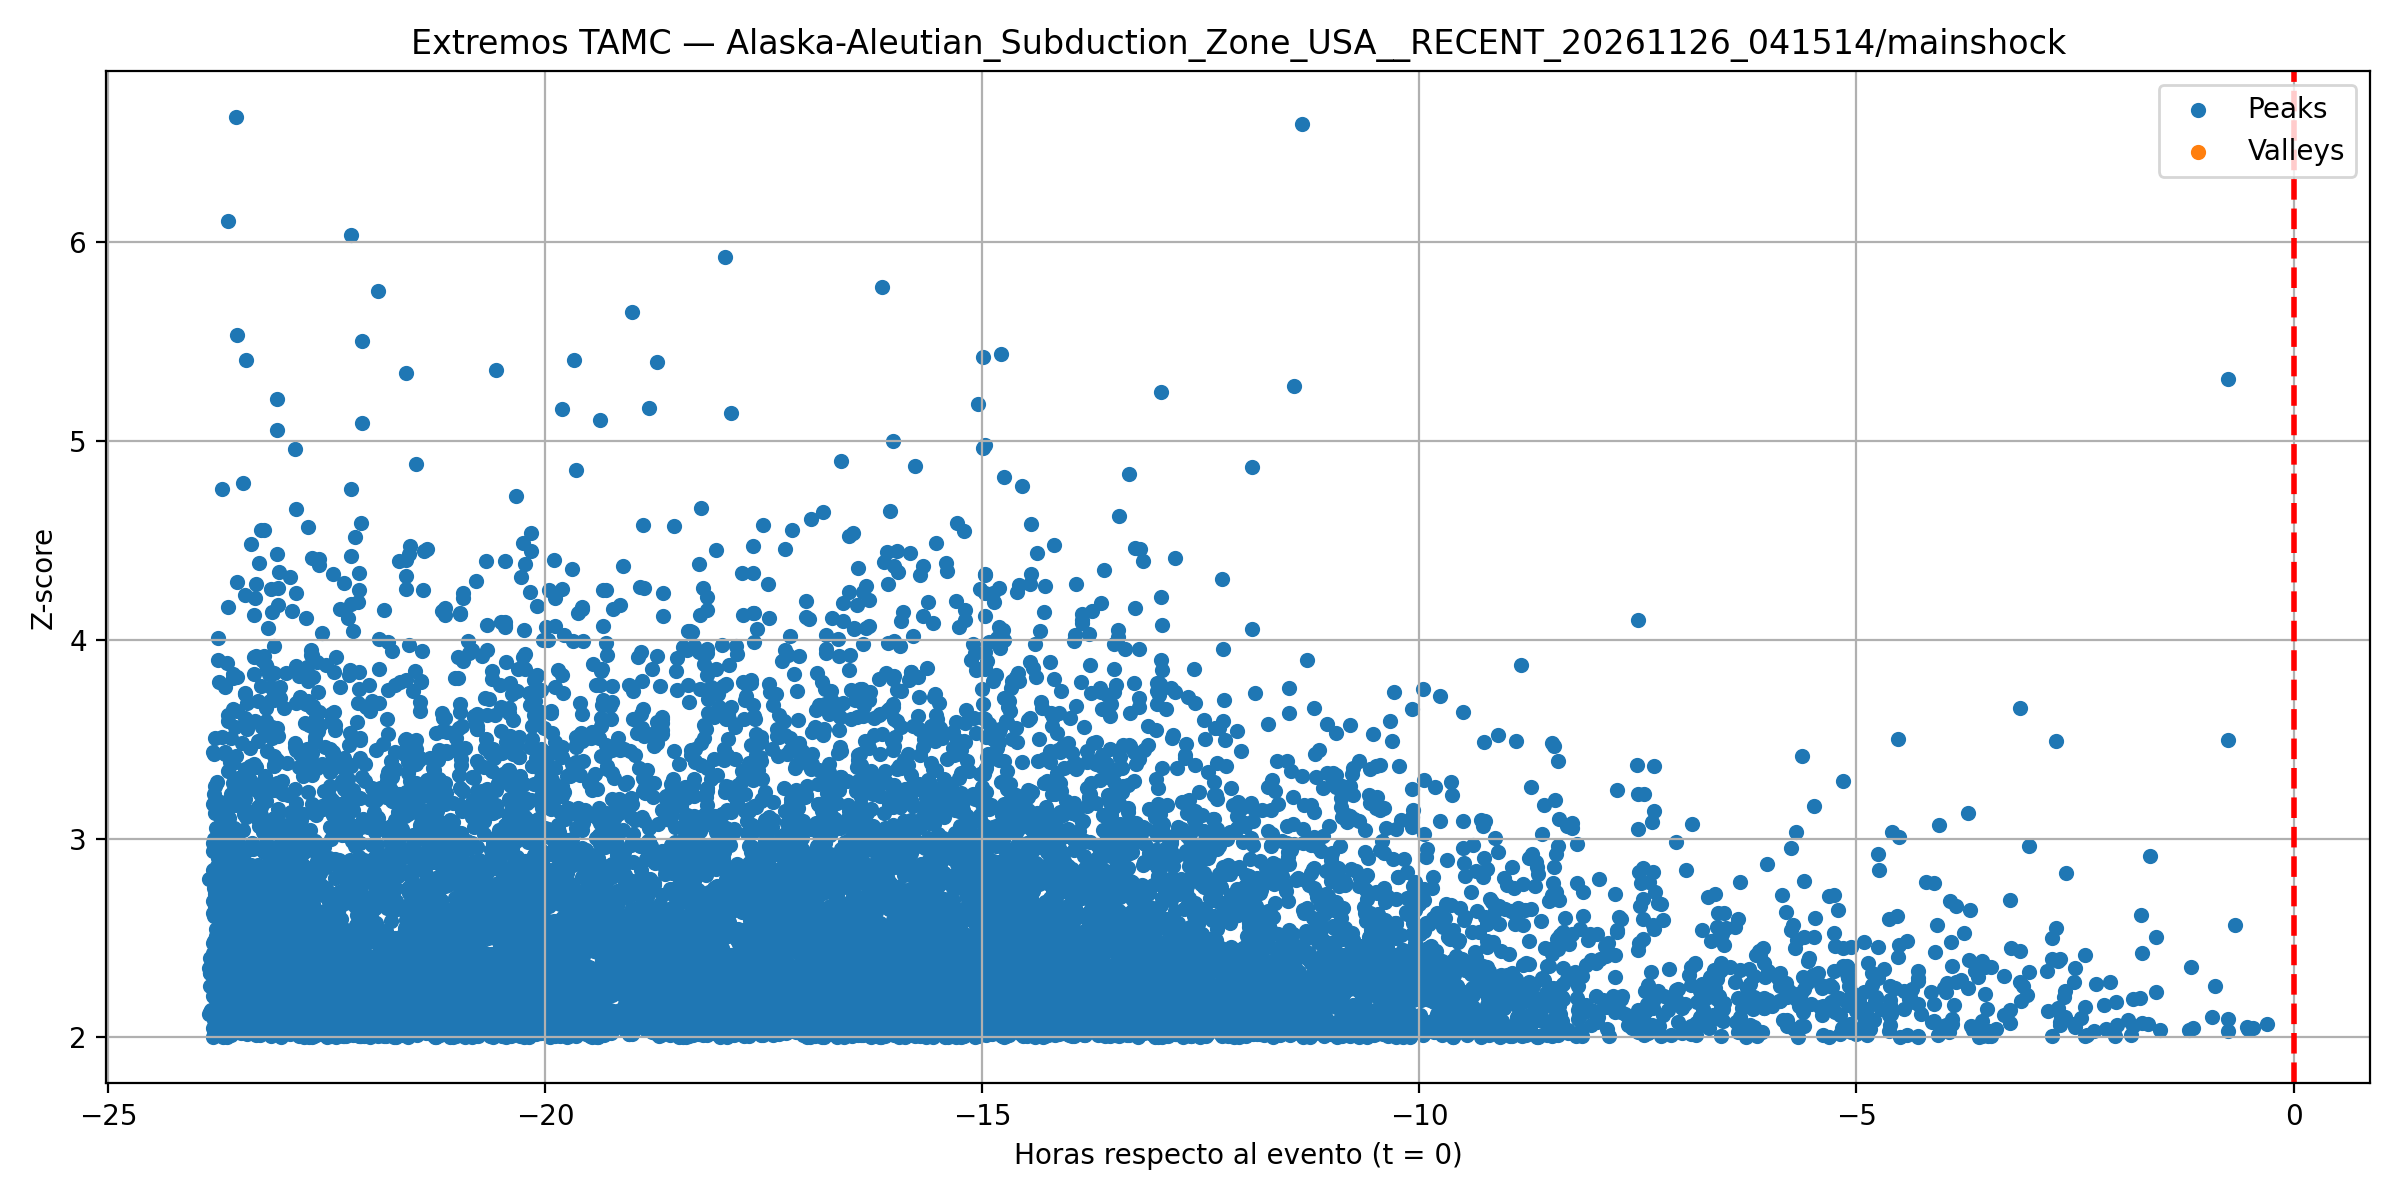 Extremos TAMC — Alaska-Aleutian_Subduction_Zone_USA__RECENT_20261126_041514/mainshock
Peaks
Valleys
Z-score
6
5
4
3
2
−25
−20
−15
−10
−5
0
Horas respecto al evento (t = 0)